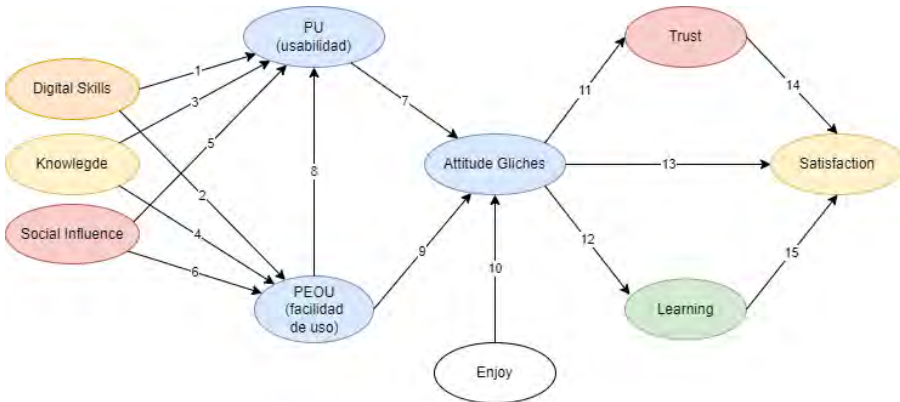 PU
(usabilidad)
Trust
Digital Skills
1
3
7
11
14
5
Knowlegde
Attitude Gliches
13
Satisfaction
8
2
Social Influence
4
12
6
9
10
15
PEOU
(facilidad
de uso)
Learning
Enjoy